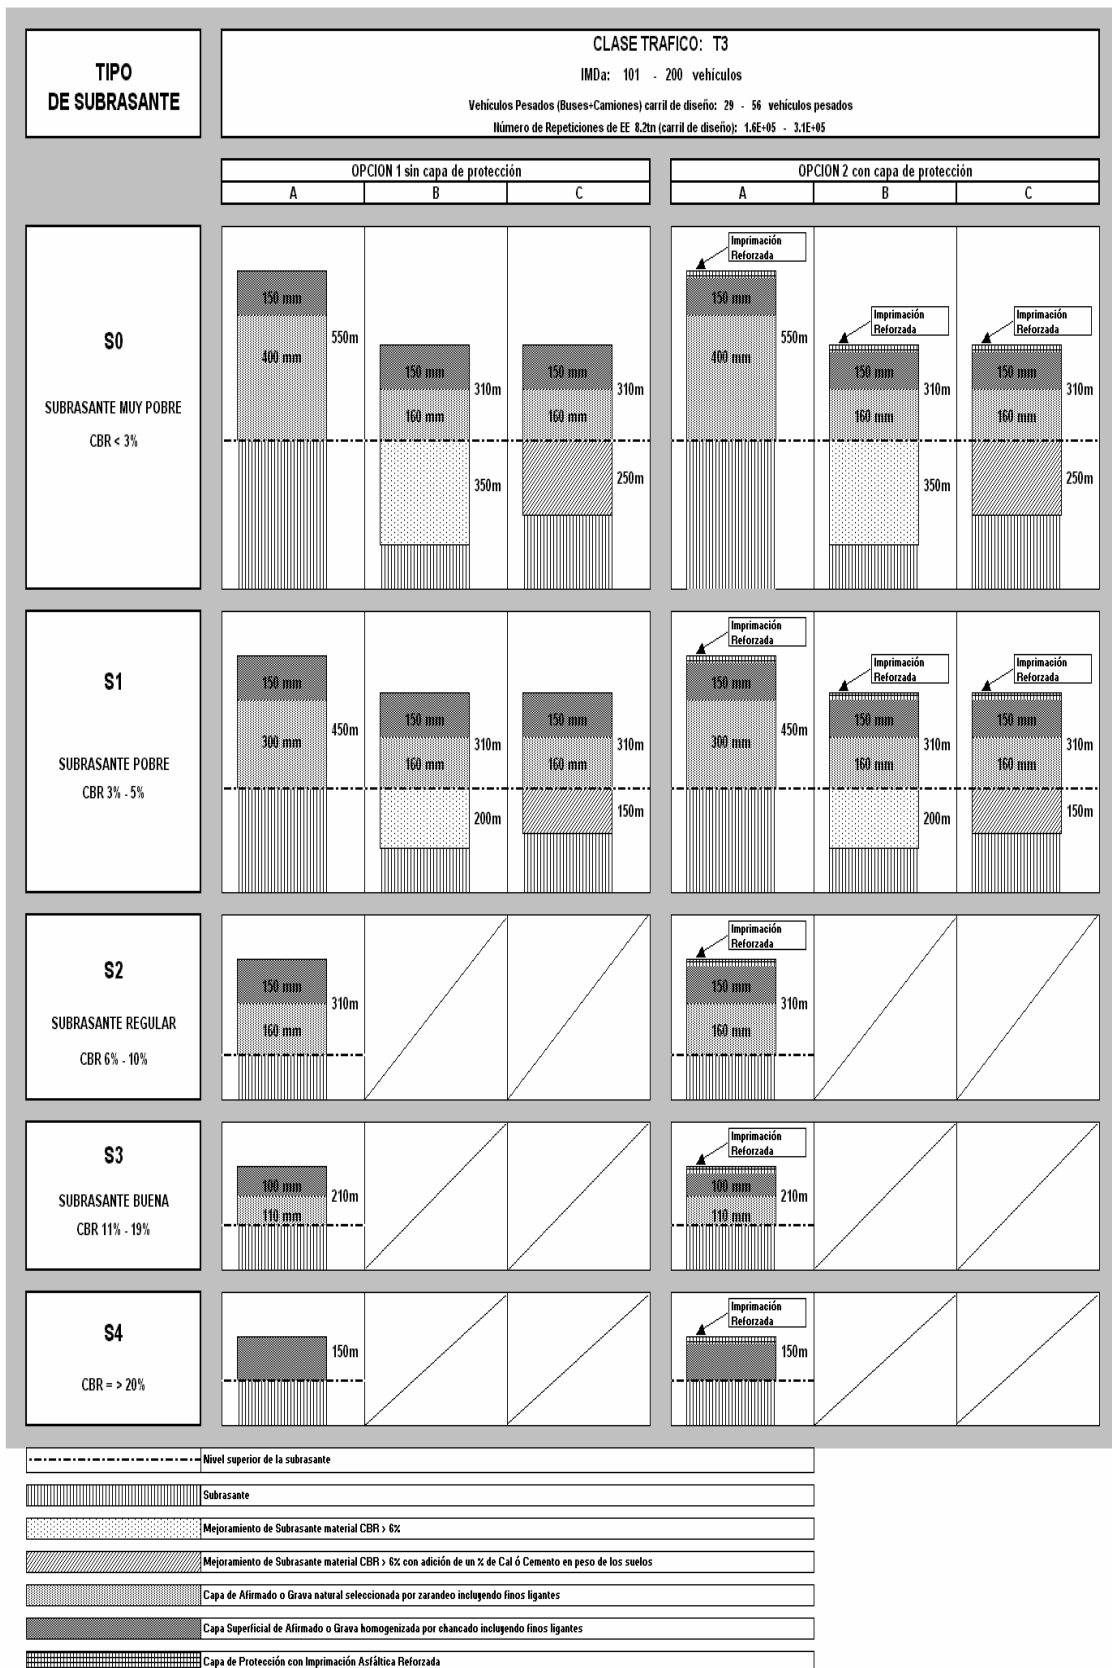 TIPO
DE SUBRASANTE
CLASE TRAFICO: T3
IMDa: 101 - 200 vehículos
Vehículos Pesados (Buses+Camiones) carril de diseño: 29 - 56 vehículos pesados
Número de Repeticiones de EE 8.2tn (carril de diseño): 1.6E+05 - 3.1E+05
OPCION 1 sin capa de protección
OPCION 2 con capa de protección
A B C A B C
S0
SUBRASANTE MUY POBRE
CBR < 3%
150 mm
400 mm
550m
150 mm
160 mm
310m
350m
150 mm
160 mm
310m
250m
Imprimación
Reforzada
150 mm
400 mm
550m
Imprimación
Reforzada
150 mm
160 mm
310m
350m
Imprimación
Reforzada
150 mm
160 mm
310m
250m
S1
SUBRASANTE POBRE
CBR 3% - 5%
150 mm
300 mm
450m
150 mm
160 mm
310m
200m
150 mm
160 mm
310m
150m
Imprimación
Reforzada
150 mm
300 mm
450m
Imprimación
Reforzada
150 mm
160 mm
310m
200m
Imprimación
Reforzada
150 mm
160 mm
310m
150m
S2
SUBRASANTE REGULAR
CBR 6% - 10%
150 mm
160 mm
310m
Imprimación
Reforzada
150 mm
160 mm
310m
S3
SUBRASANTE BUENA
CBR 11% - 19%
100 mm
110 mm
210m
Imprimación
Reforzada
100 mm
110 mm
210m
S4
CBR = > 20%
150m
Imprimación
Reforzada
150m
Nivel superior de la subrasante
Subrasante
Mejoramiento de Subrasante material CBR > 6%
Mejoramiento de Subrasante material CBR > 6% con adición de un % de Cal ó Cemento en peso de los suelos
Capa de Afirmado o Grava natural seleccionada por zarandeo incluyendo finos ligantes
Capa Superficial de Afirmado o Grava homogenizada por chancado incluyendo finos ligantes
Capa de Protección con Imprimación Asfáltica Reforzada